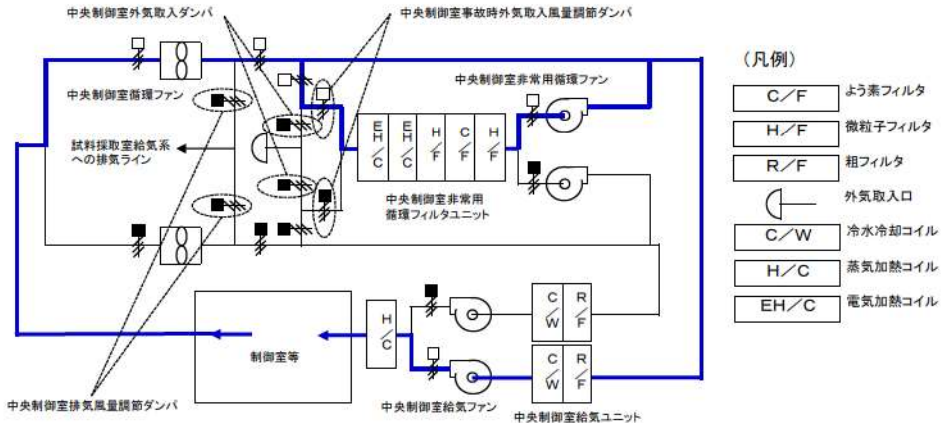 中央制御室外気取入ダンパ
中央制御室事故時外気取入風量調節ダンパ
中央制御室循環ファン
中央制御室非常用循環ファン
試料採取室給気系
への排気ライン
EH/C
EH/C
H/F
C/F
H/F
中央制御室非常用
循環フィルタユニット
制御室等
H/C
C/W
R/F
C/W
R/F
中央制御室排気風量調節ダンパ
中央制御室給気ファン
中央制御室給気ユニット
(凡例)
C/F
よう素フィルタ
H/F
微粒子フィルタ
R/F
粗フィルタ
外気取入口
C/W
冷水冷却コイル
H/C
蒸気加熱コイル
EH/C
電気加熱コイル